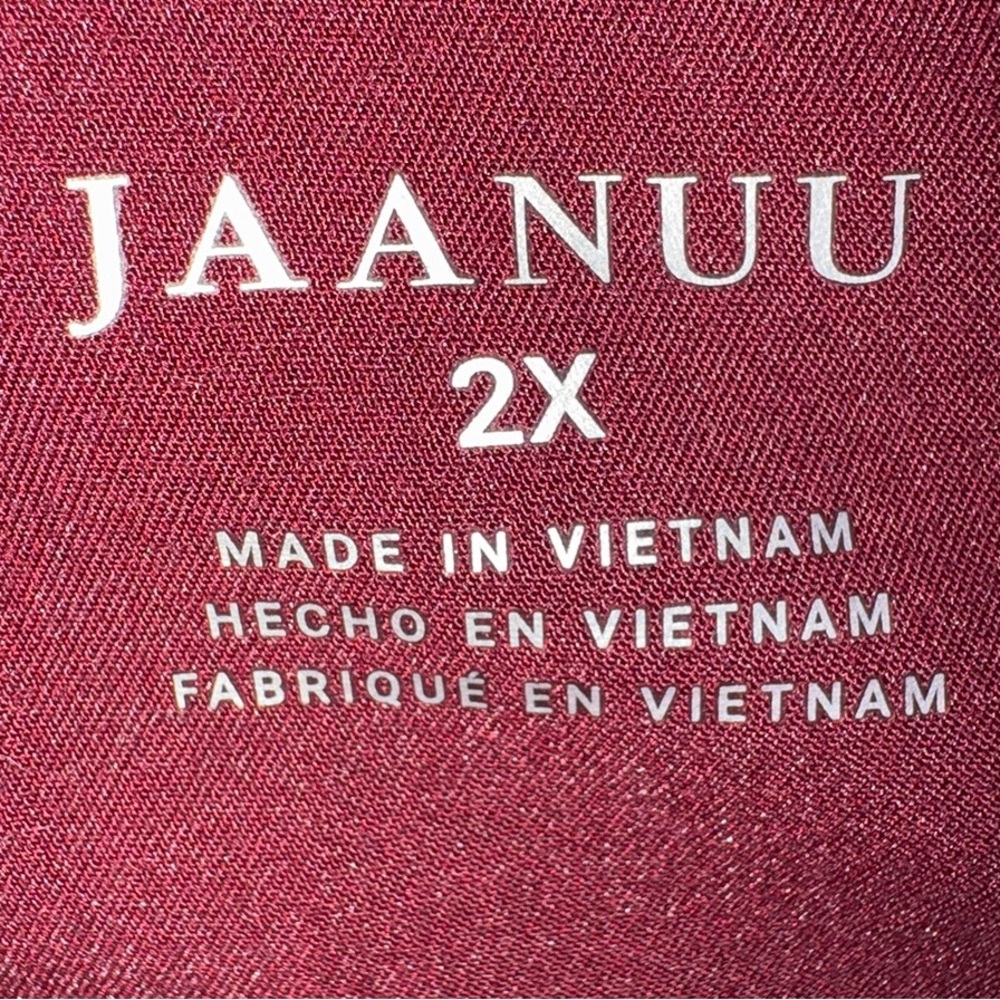 JAANUU
2X
MADE IN VIETNAM
HECHO EN VIETNAM
FABRIQUÉ EN VIETNAM